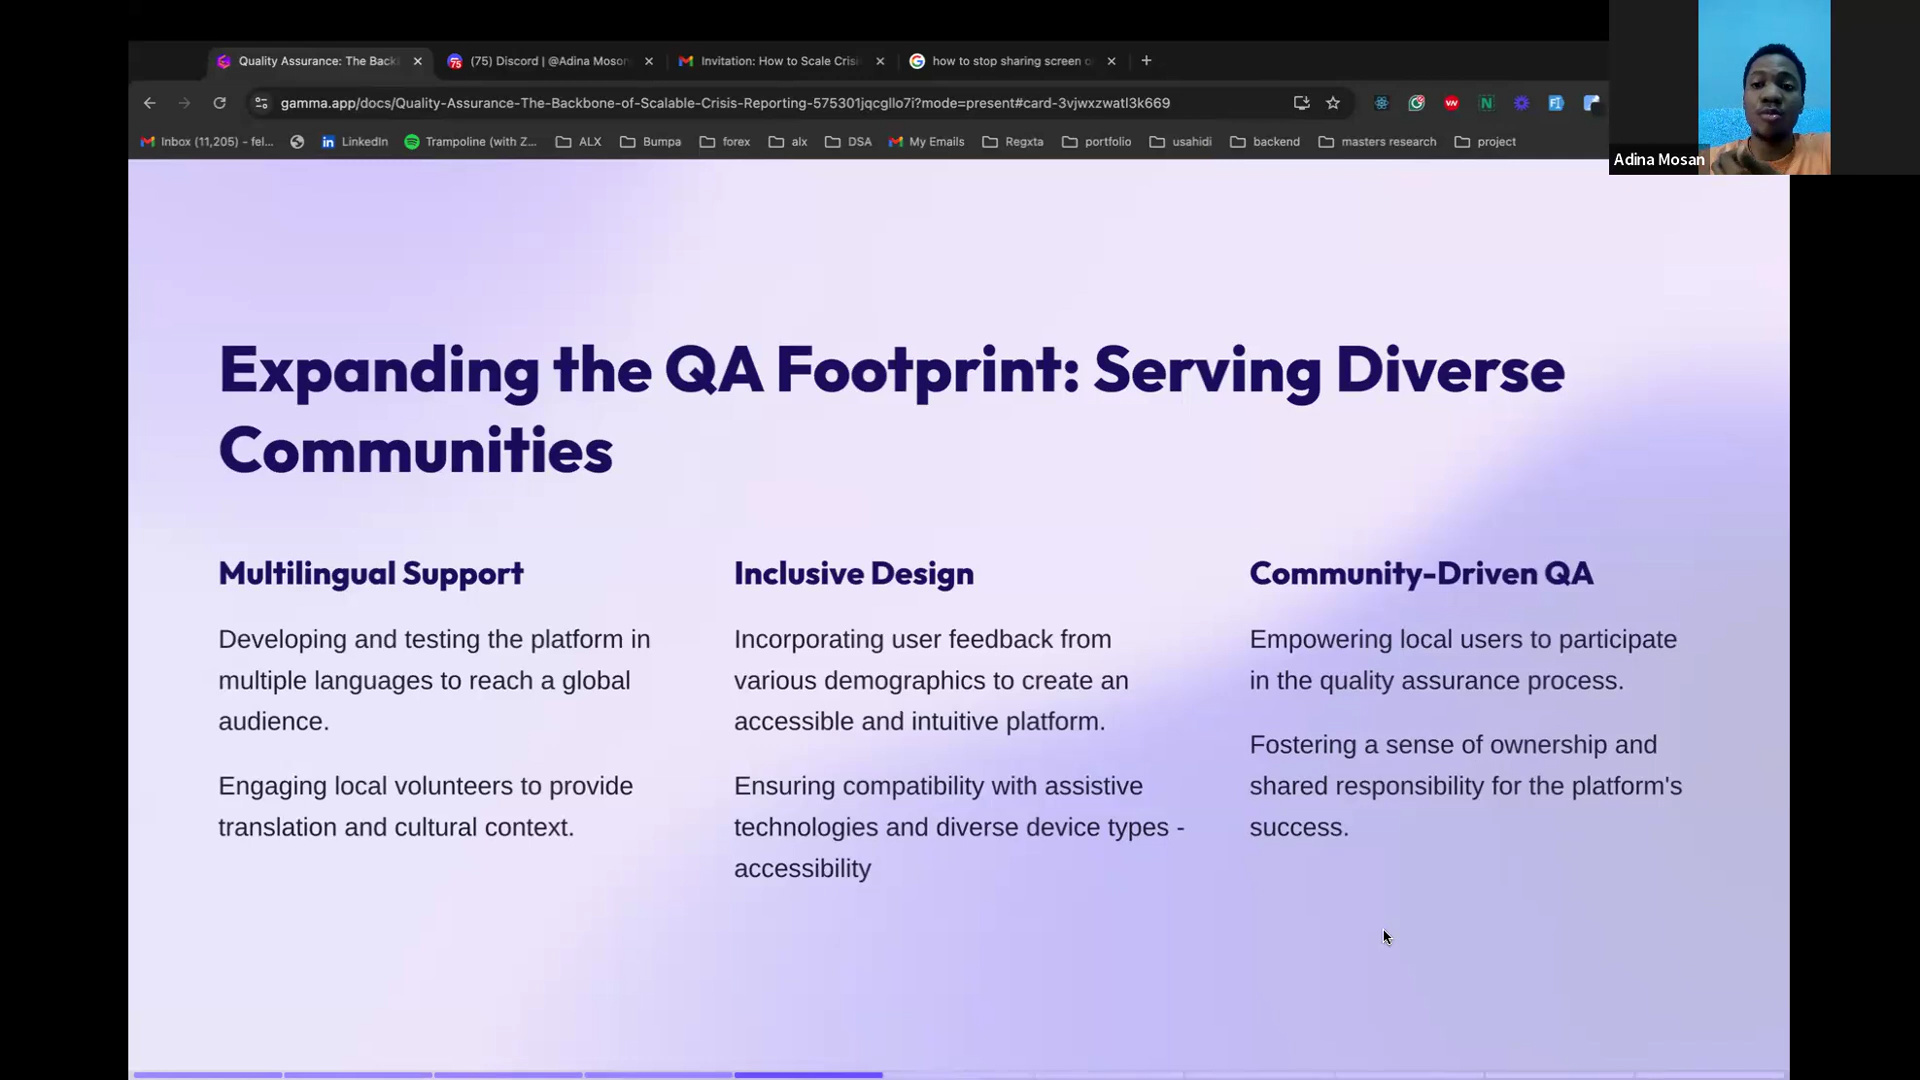 Quality Assurance: The Back
(75) Discord | @Adina Moson
Invitation: How to Scale Crisi
how to stop sharing screen o
gamma.app/docs/Quality-Assurance-The-Backbone-of-Scalable-Crisis-Reporting-575301jqcgllo7i?mode=present#card-3vjwxzwatl3k669
Inbox (11,205) - fel...
LinkedIn
Trampoline (with Z...
ALX
Bumpa
forex
alx
DSA
My Emails
Regxta
portfolio
usahidi
backend
masters research
project
Adina Mosan
Expanding the QA Footprint: Serving Diverse
Communities
Multilingual Support
Developing and testing the platform in
multiple languages to reach a global
audience.
Engaging local volunteers to provide
translation and cultural context.
Inclusive Design
Incorporating user feedback from
various demographics to create an
accessible and intuitive platform.
Ensuring compatibility with assistive
technologies and diverse device types -
accessibility
Community-Driven QA
Empowering local users to participate
in the quality assurance process.
Fostering a sense of ownership and
shared responsibility for the platform's
success.